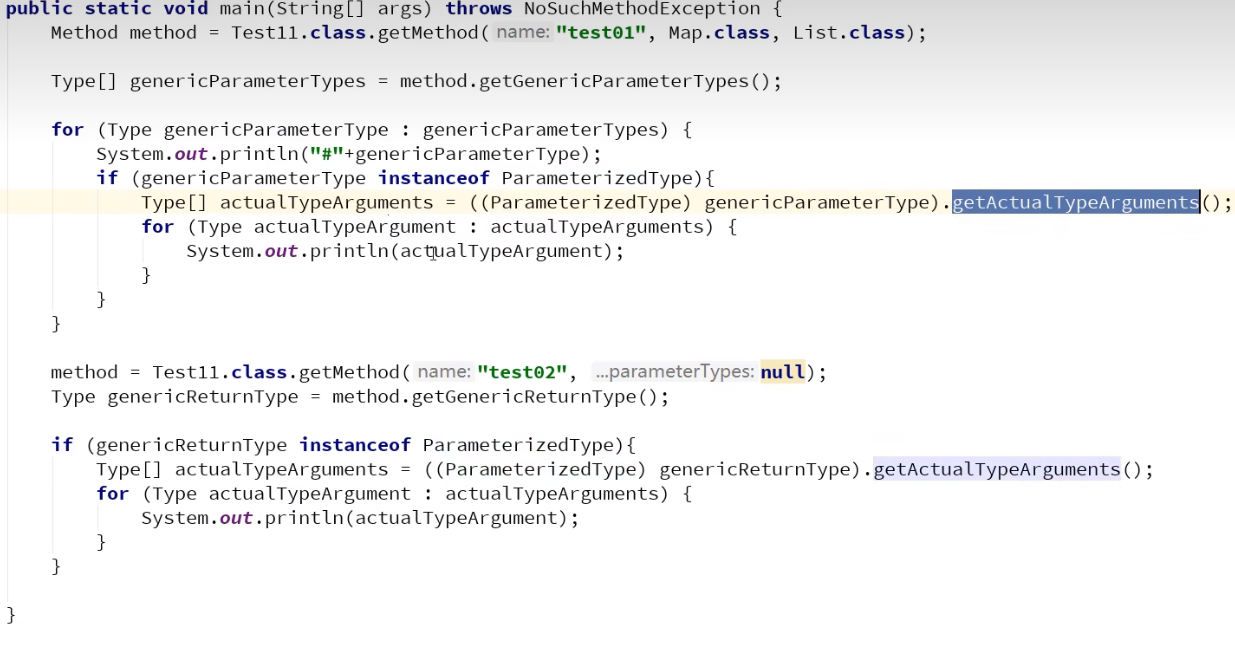 public static void main(String[] args) throws NoSuchMethodException {
Method method = Test11.class.getMethod( name: "test01", Map.class, List.class);
Type[] genericParameterTypes = method.getGenericParameterTypes();
for (Type genericParameterType : genericParameterTypes) {
System.out.println("#"+genericParameterType);
if (genericParameterType instanceof ParameterizedType){
Type[] actualTypeArguments = ((ParameterizedType) genericParameterType).getActualTypeArguments();
for (Type actualTypeArgument : actualTypeArguments) {
System.out.println(actualTypeArgument);
}
}
}
method = Test11.class.getMethod( name: "test02", ...parameterTypes: null);
Type genericReturnType = method.getGenericReturnType();
if (genericReturnType instanceof ParameterizedType){
Type[] actualTypeArguments = ((ParameterizedType) genericReturnType).getActualTypeArguments();
for (Type actualTypeArgument : actualTypeArguments) {
System.out.println(actualTypeArgument);
}
}
}